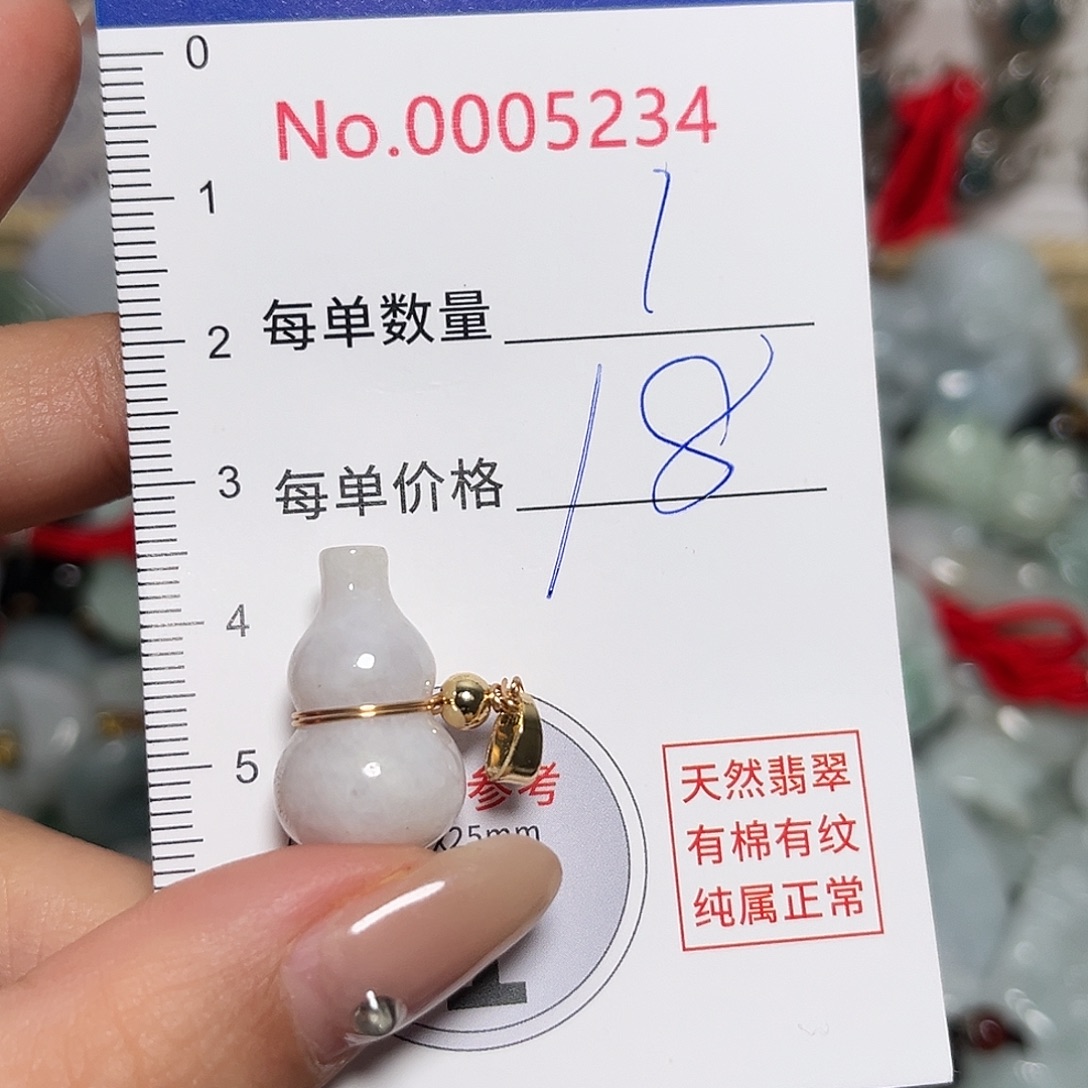 0
No.0005234
1
每单数量 1
2
每单价格 18
3
4
5
参考
25mm
天然翡翠
有棉有纹
纯属正常